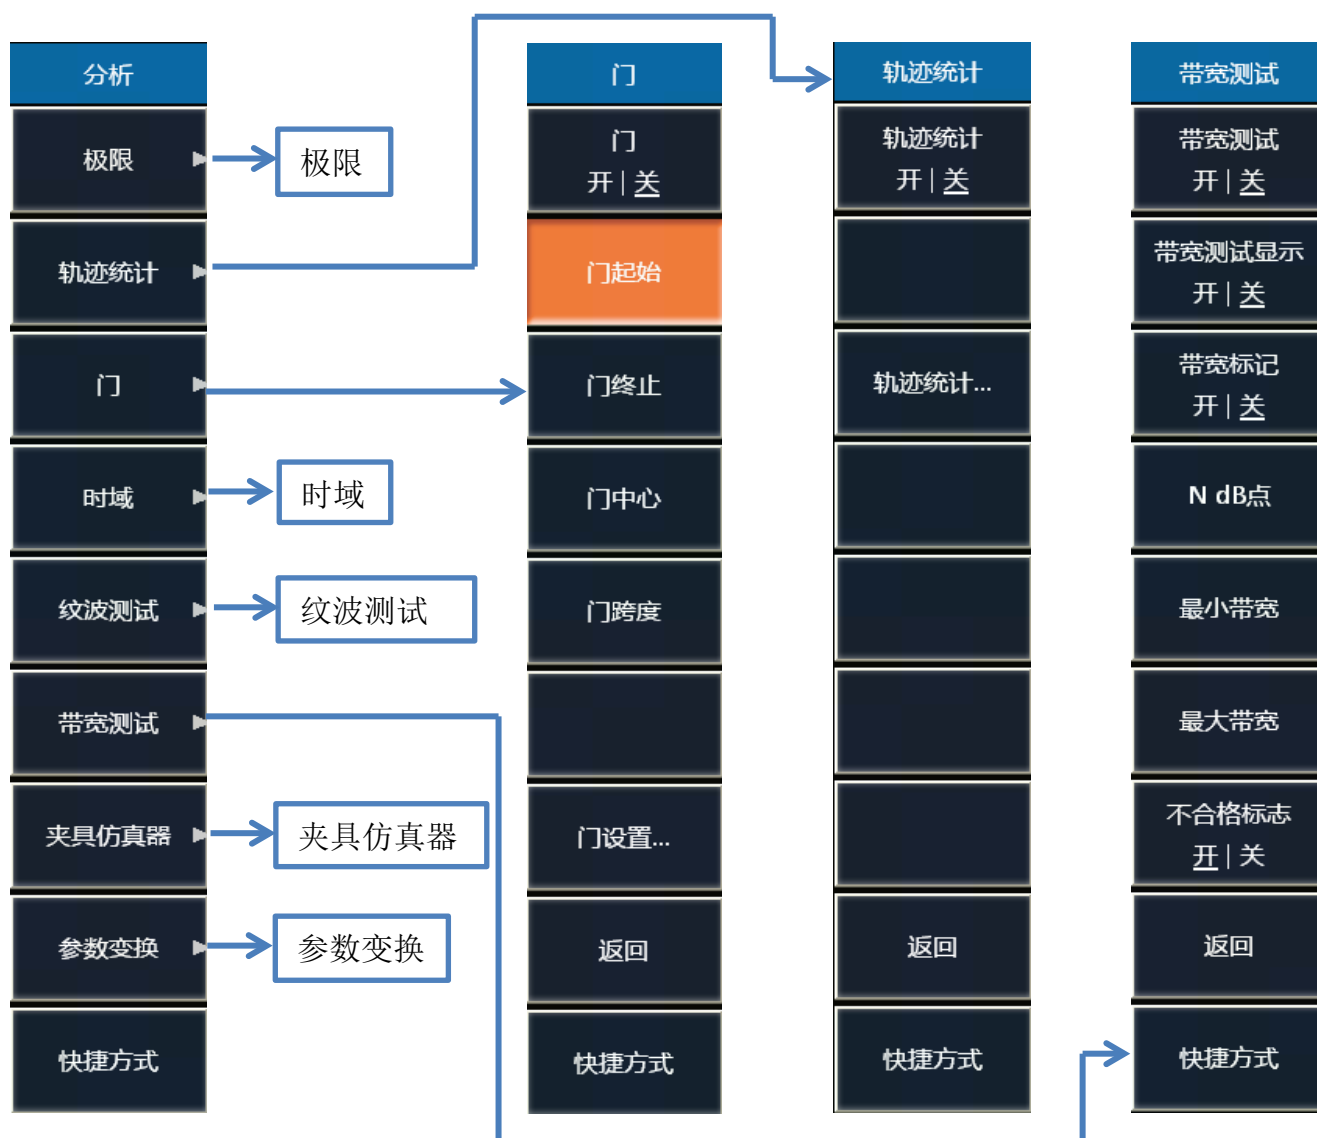 分析
极限
轨迹统计
门
时域
纹波测试
带宽测试
夹具仿真器
参数变换
快捷方式
极限
时域
纹波测试
夹具仿真器
参数变换
门
门
开 | 关
门起始
门终止
门中心
门跨度
门设置...
返回
快捷方式
轨迹统计
轨迹统计
开 | 关
轨迹统计...
返回
快捷方式
带宽测试
带宽测试
开 | 关
带宽测试显示
开 | 关
带宽标记
开 | 关
N dB点
最小带宽
最大带宽
不合格标志
开 | 关
返回
快捷方式